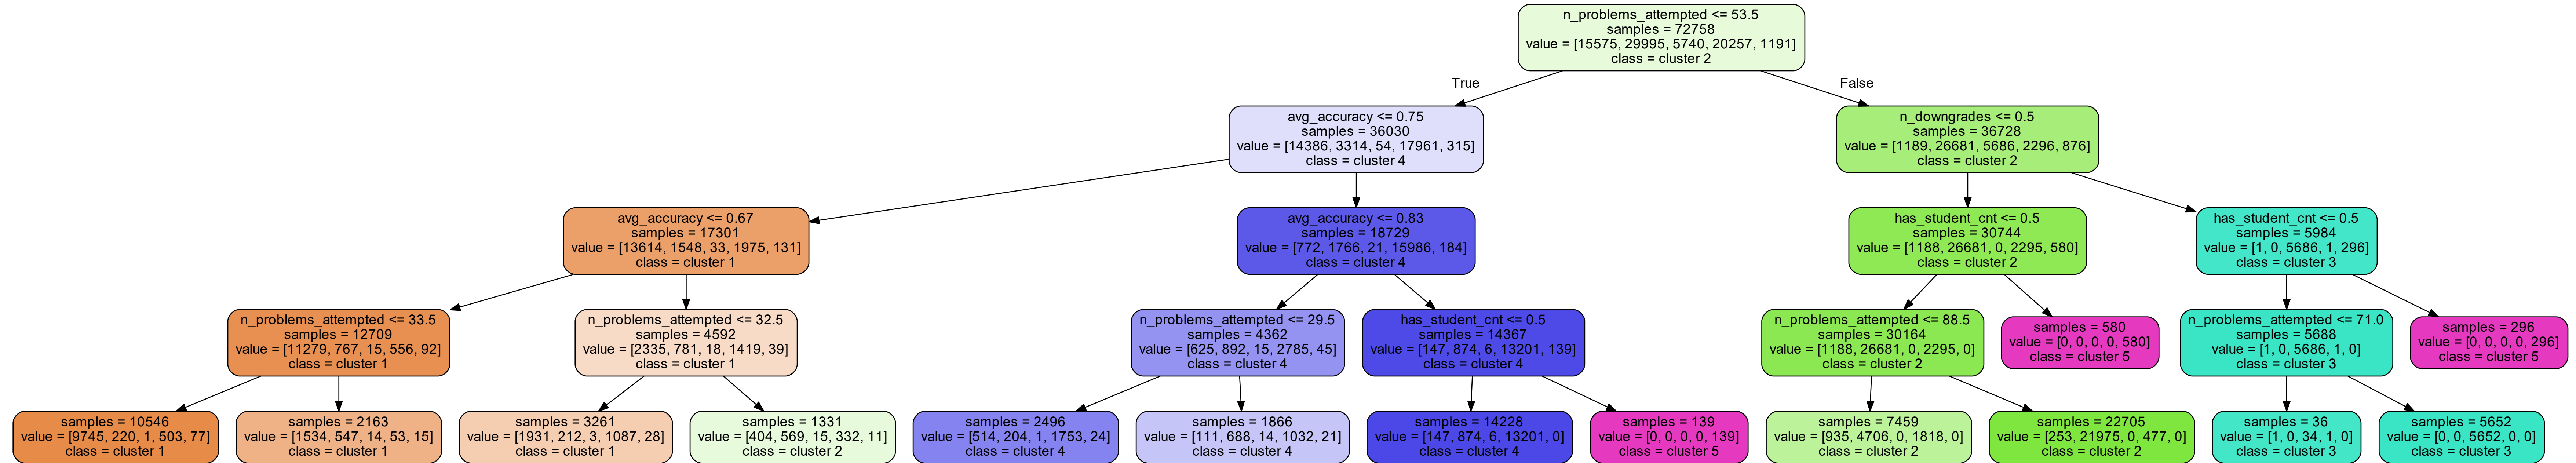 n_problems_attempted <= 53.5
samples = 72758
value = [15575, 29995, 5740, 20257, 1191]
class = cluster 2
True
False
avg_accuracy <= 0.75
samples = 36030
value = [14386, 3314, 54, 17961, 315]
class = cluster 4
n_downgrades <= 0.5
samples = 36728
value = [1189, 26681, 5686, 2296, 876]
class = cluster 2
avg_accuracy <= 0.67
samples = 17301
value = [13614, 1548, 33, 1975, 131]
class = cluster 1
avg_accuracy <= 0.83
samples = 18729
value = [772, 1766, 21, 15986, 184]
class = cluster 4
has_student_cnt <= 0.5
samples = 30744
value = [1188, 26681, 0, 2295, 580]
class = cluster 2
has_student_cnt <= 0.5
samples = 5984
value = [1, 0, 5686, 1, 296]
class = cluster 3
n_problems_attempted <= 33.5
samples = 12709
value = [11279, 767, 15, 556, 92]
class = cluster 1
n_problems_attempted <= 32.5
samples = 4592
value = [2335, 781, 18, 1419, 39]
class = cluster 1
n_problems_attempted <= 29.5
samples = 4362
value = [625, 892, 15, 2785, 45]
class = cluster 4
has_student_cnt <= 0.5
samples = 14367
value = [147, 874, 6, 13201, 139]
class = cluster 4
n_problems_attempted <= 88.5
samples = 30164
value = [1188, 26681, 0, 2295, 0]
class = cluster 2
samples = 580
value = [0, 0, 0, 0, 580]
class = cluster 5
n_problems_attempted <= 71.0
samples = 5688
value = [1, 0, 5686, 1, 0]
class = cluster 3
samples = 296
value = [0, 0, 0, 0, 296]
class = cluster 5
samples = 10546
value = [9745, 220, 1, 503, 77]
class = cluster 1
samples = 2163
value = [1534, 547, 14, 53, 15]
class = cluster 1
samples = 3261
value = [1931, 212, 3, 1087, 28]
class = cluster 1
samples = 1331
value = [404, 569, 15, 332, 11]
class = cluster 2
samples = 2496
value = [514, 204, 1, 1753, 24]
class = cluster 4
samples = 1866
value = [111, 688, 14, 1032, 21]
class = cluster 4
samples = 14228
value = [147, 874, 6, 13201, 0]
class = cluster 4
samples = 139
value = [0, 0, 0, 0, 139]
class = cluster 5
samples = 7459
value = [935, 4706, 0, 1818, 0]
class = cluster 2
samples = 22705
value = [253, 21975, 0, 477, 0]
class = cluster 2
samples = 36
value = [1, 0, 34, 1, 0]
class = cluster 3
samples = 5652
value = [0, 0, 5652, 0, 0]
class = cluster 3